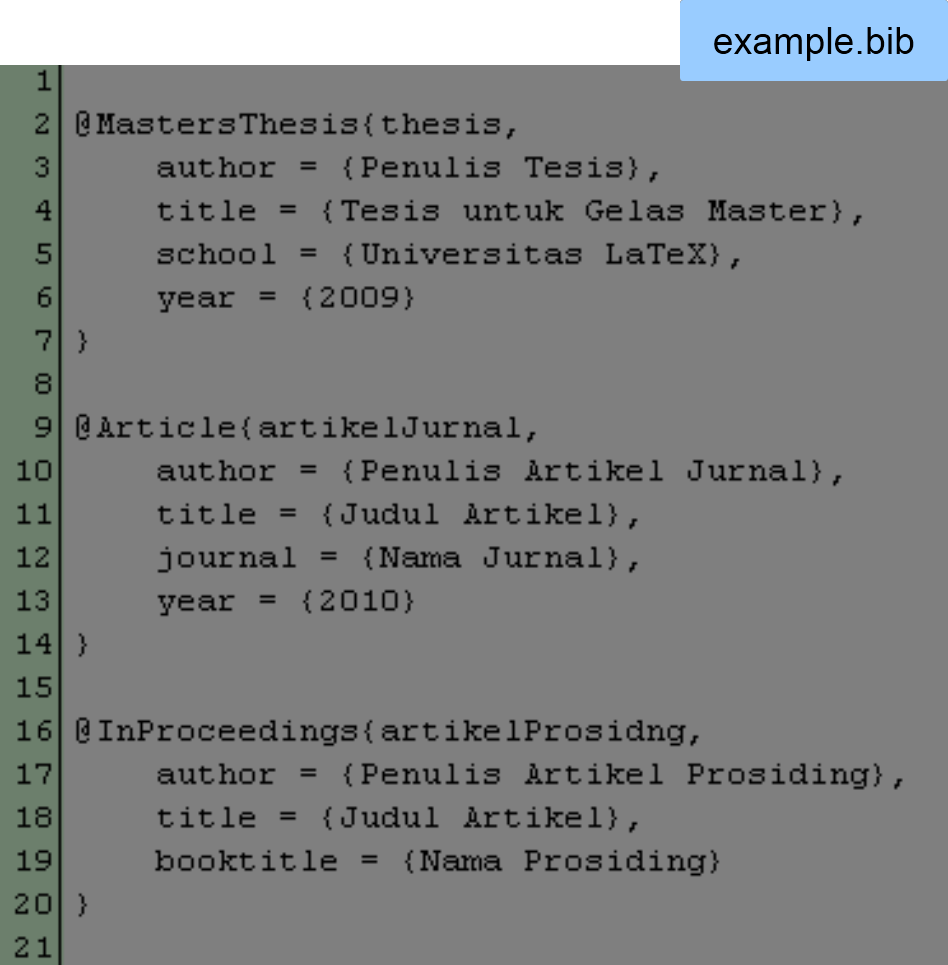 example.bib
1
2 @MastersThesis{thesis,
3     author = {Penulis Tesis},
4     title = {Tesis untuk Gelas Master},
5     school = {Universitas LaTeX},
6     year = {2009}
7 }
8
9 @Article{artikelJurnal,
10     author = {Penulis Artikel Jurnal},
11     title = {Judul Artikel},
12     journal = {Nama Jurnal},
13     year = {2010}
14 }
15
16 @InProceedings{artikelProsidng,
17     author = {Penulis Artikel Prosiding},
18     title = {Judul Artikel},
19     booktitle = {Nama Prosiding}
20 }
21